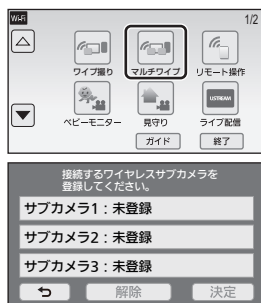 Wi-Fi
1/2
ワイプ撮り マルチワイプ リモート操作
USTREAM
ベビーモニター 見守り ライブ配信
ガイド 終了
接続するワイヤレスサブカメラを
登録してください。
サブカメラ1：未登録
サブカメラ2：未登録
サブカメラ3：未登録
解除 決定